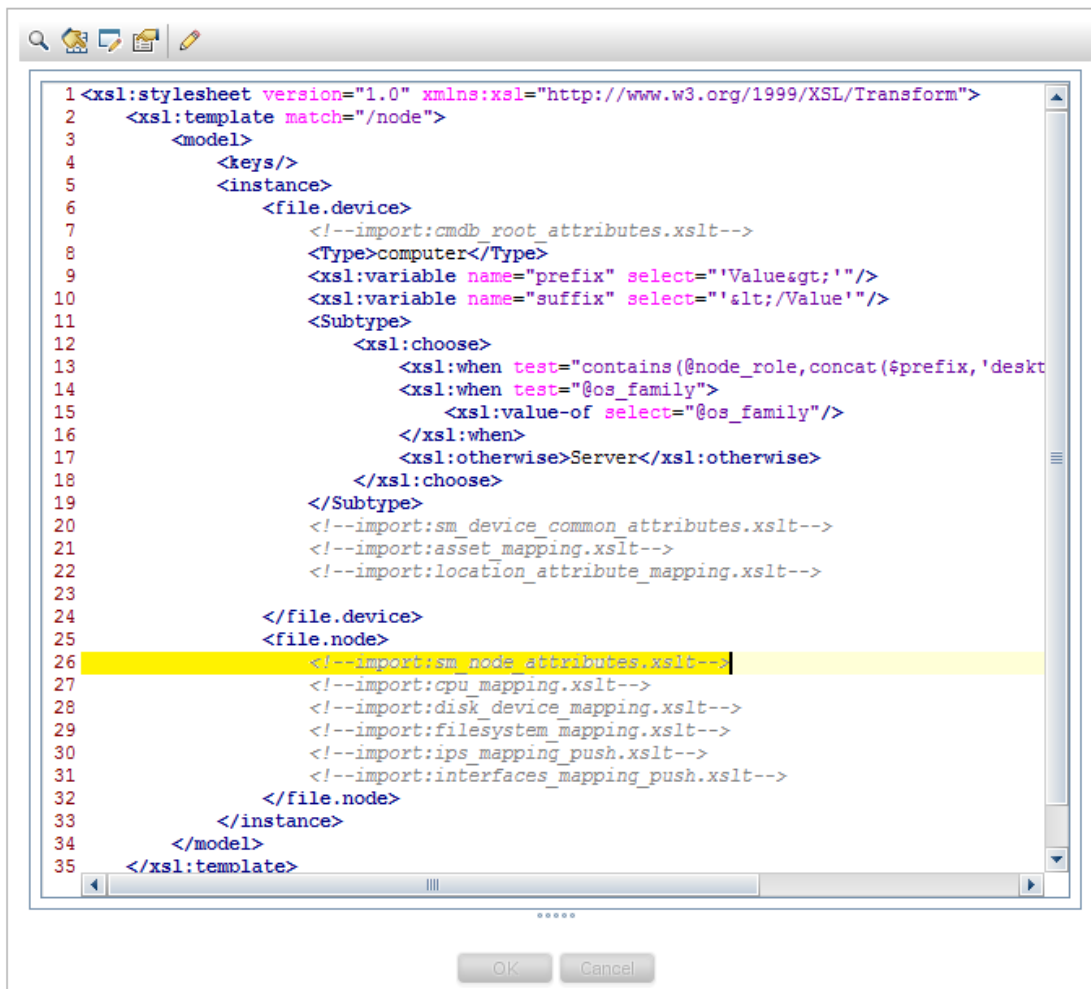 1 <xsl:stylesheet version="1.0" xmlns:xsl="http://www.w3.org/1999/XSL/Transform">
2 <xsl:template match="/node">
3 <model>
4 <keys/>
5 <instance>
6 <file.device>
7 <!--import:cmdb_root_attributes.xslt-->
8 <Type>computer</Type>
9 <xsl:variable name="prefix" select="'Value&gt;'"/>
10 <xsl:variable name="suffix" select="'&lt;/Value'"/>
11 <Subtype>
12 <xsl:choose>
13 <xsl:when test="contains(@node_role,concat($prefix,'deskt
14 <xsl:when test="@os_family">
15 <xsl:value-of select="@os_family"/>
16 </xsl:when>
17 <xsl:otherwise>Server</xsl:otherwise>
18 </xsl:choose>
19 </Subtype>
20 <!--import:sm_device_common_attributes.xslt-->
21 <!--import:asset_mapping.xslt-->
22 <!--import:location_attribute_mapping.xslt-->
23
24 </file.device>
25 <file.node>
26 <!--import:sm_node_attributes.xslt-->
27 <!--import:cpu_mapping.xslt-->
28 <!--import:disk_device_mapping.xslt-->
29 <!--import:filesystem_mapping.xslt-->
30 <!--import:ips_mapping_push.xslt-->
31 <!--import:interfaces_mapping_push.xslt-->
32 </file.node>
33 </instance>
34 </model>
35 </xsl:template>
OK Cancel